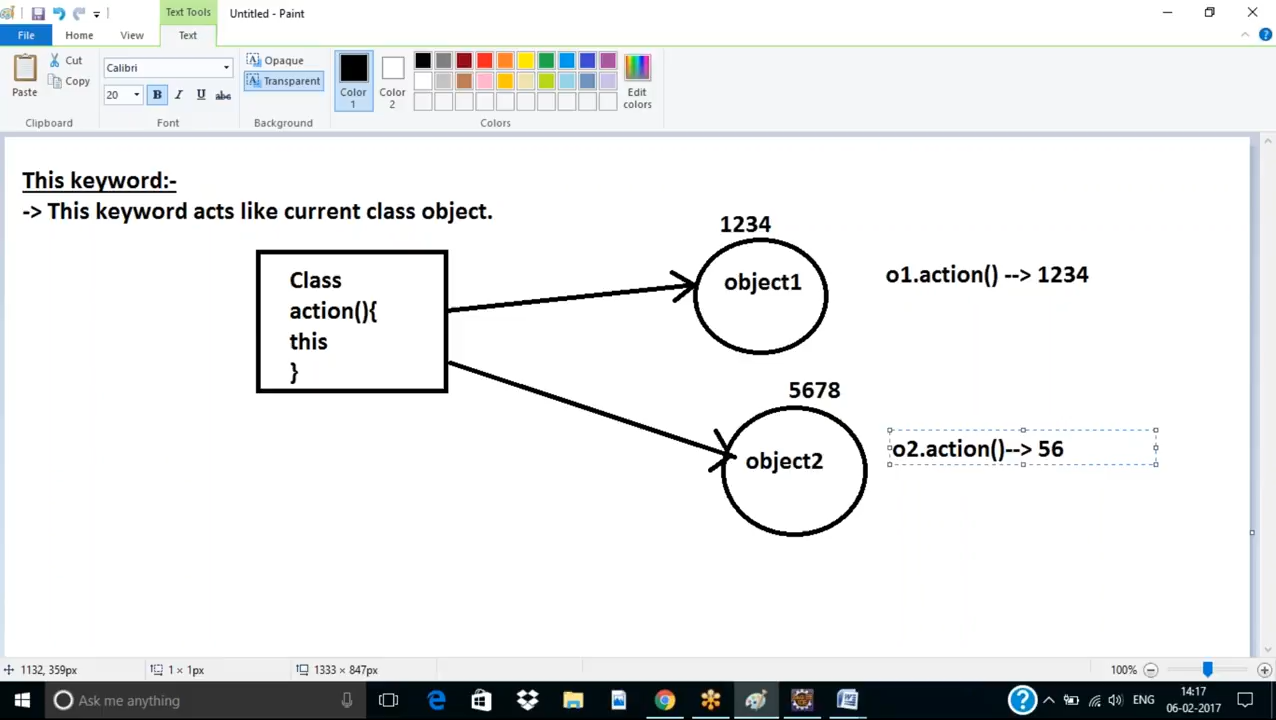 Text Tools
Untitled - Paint
File
Home
View
Text
Paste
Cut
Copy
Clipboard
Calibri
20
B
I
U
abc
Font
Opaque
Transparent
Background
Color 1
Color 2
Edit colors
Colors
This keyword:-
-> This keyword acts like current class object.
1234
Class
action(){
this
}
object1
o1.action() --> 1234
5678
object2
o2.action()--> 56
1132, 359px
1 × 1px
1333 × 847px
100%
Ask me anything
ENG
14:17
06-02-2017